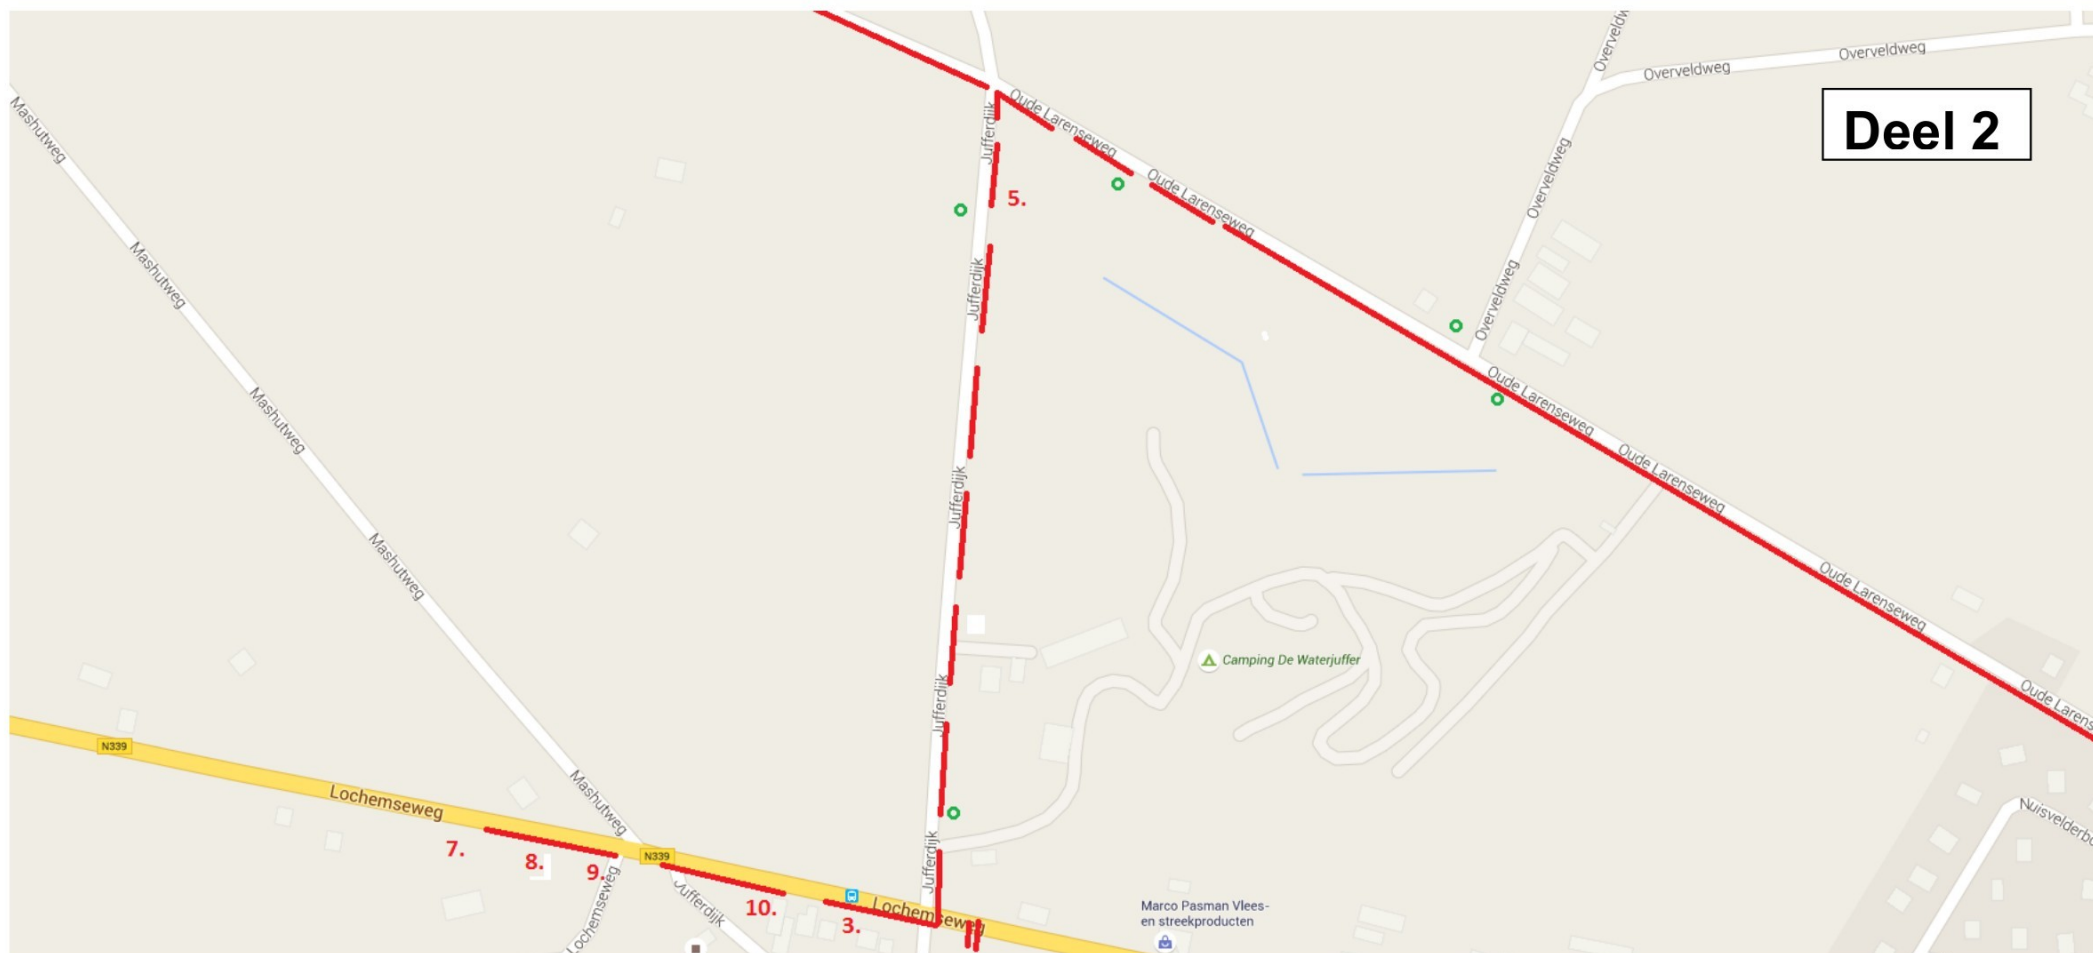 Overveldweg
Overveldweg
Overveldweg
Deel 2
Mashutweg
Oude Larenseweg
Jufferdijk
Oude Larenseweg
5.
Overveldweg
Mashutweg
Jufferdijk
Overveldweg
Oude Larenseweg
Mashutweg
Oude Larenseweg
Jufferdijk
Mashutweg
Oude Larenseweg
Camping De Waterjuffer
Jufferdijk
Oude Larens
N339
Mashutweg
Lochemseweg
Nuisvelderbo
7.
8.
9.
N339
Jufferdijk
Lochemseweg
Jufferdijk
10.
3.
Lochemseweg
Marco Pasman Vlees-
en streekproducten